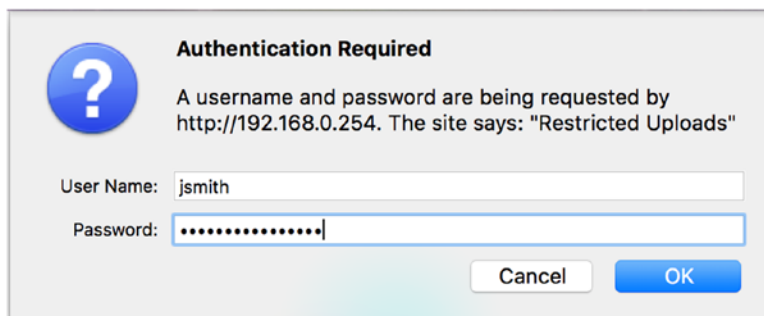 Authentication Required
A username and password are being requested by
http://192.168.0.254. The site says: "Restricted Uploads"
User Name: jsmith
Password: ••••••••••••••••
Cancel OK